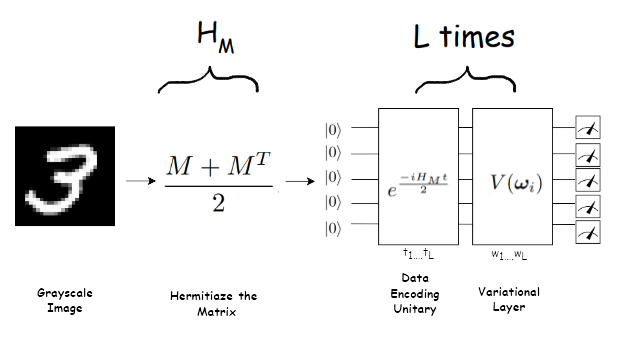 H_M
L times
M + M^T
2
|0⟩
|0⟩
|0⟩
|0⟩
|0⟩
e^{\frac{-iH_M t}{2}}
V(ω_i)
t_1....t_L
w_1....w_L
Grayscale
Image
Hermitiaze the
Matrix
Data
Encoding
Unitary
Variational
Layer